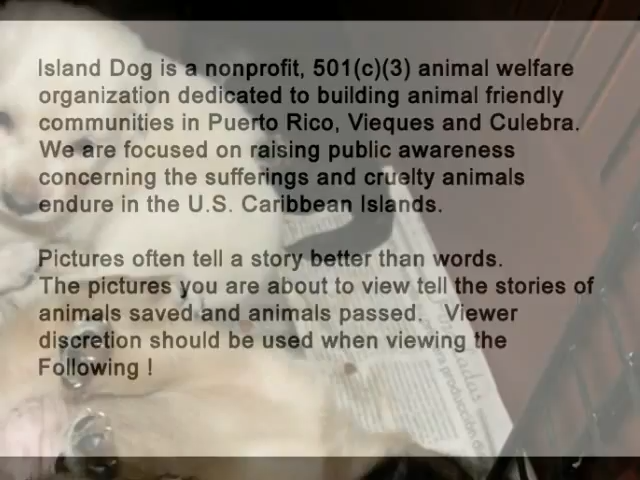 Island Dog is a nonprofit, 501(c)(3) animal welfare
organization dedicated to building animal friendly
communities in Puerto Rico, Vieques and Culebra.
We are focused on raising public awareness
concerning the sufferings and cruelty animals
endure in the U.S. Caribbean Islands.
Pictures often tell a story better than words.
The pictures you are about to view tell the stories of
animals saved and animals passed. Viewer
discretion should be used when viewing the
Following !